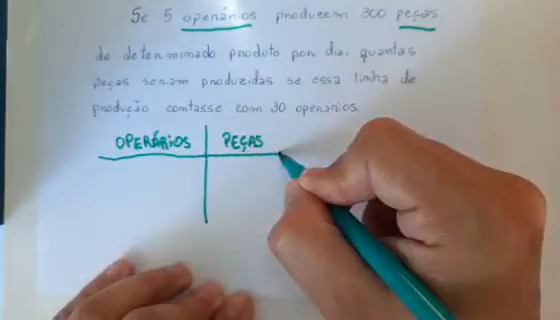 Se 5 operários produzem 300 peças
de determinado produto por dia, quantas
peças seriam produzidas se essa linha de
produção contasse com 30 operários.
OPERÁRIOS PEÇAS